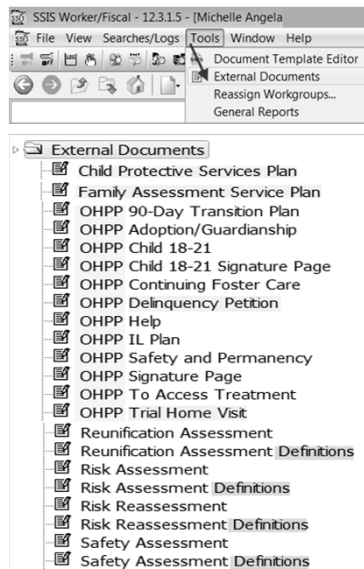 SSIS Worker/Fiscal - 12.3.1.5 - [Michelle Angela
File View Searches/Logs Tools Window Help
Document Template Editor
External Documents
Reassign Workgroups...
General Reports
External Documents
Child Protective Services Plan
Family Assessment Service Plan
OHPP 90-Day Transition Plan
OHPP Adoption/Guardianship
OHPP Child 18-21
OHPP Child 18-21 Signature Page
OHPP Continuing Foster Care
OHPP Delinquency Petition
OHPP Help
OHPP IL Plan
OHPP Safety and Permanency
OHPP Signature Page
OHPP To Access Treatment
OHPP Trial Home Visit
Reunification Assessment
Reunification Assessment Definitions
Risk Assessment
Risk Assessment Definitions
Risk Reassessment
Risk Reassessment Definitions
Safety Assessment
Safety Assessment Definitions